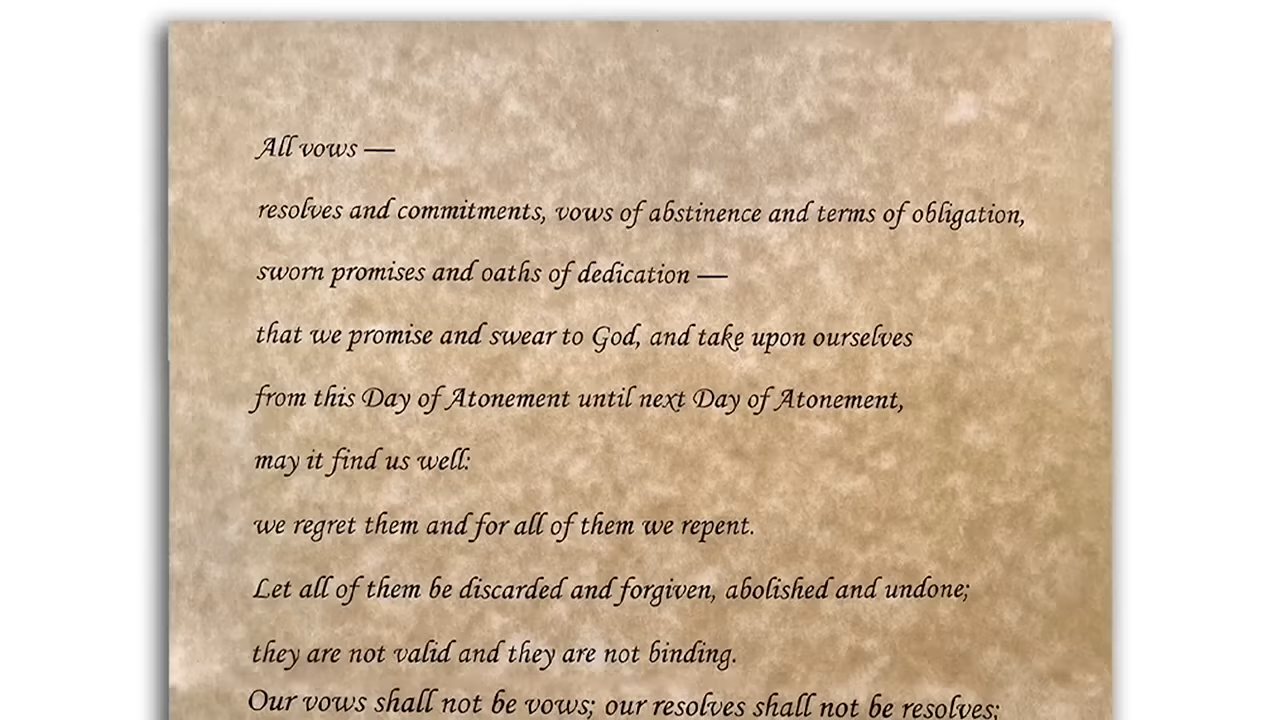 All vows —
resolves and commitments, vows of abstinence and terms of obligation,
sworn promises and oaths of dedication —
that we promise and swear to God, and take upon ourselves
from this Day of Atonement until next Day of Atonement,
may it find us well:
we regret them and for all of them we repent.
Let all of them be discarded and forgiven, abolished and undone;
they are not valid and they are not binding.
Our vows shall not be vows; our resolves shall not be resolves;